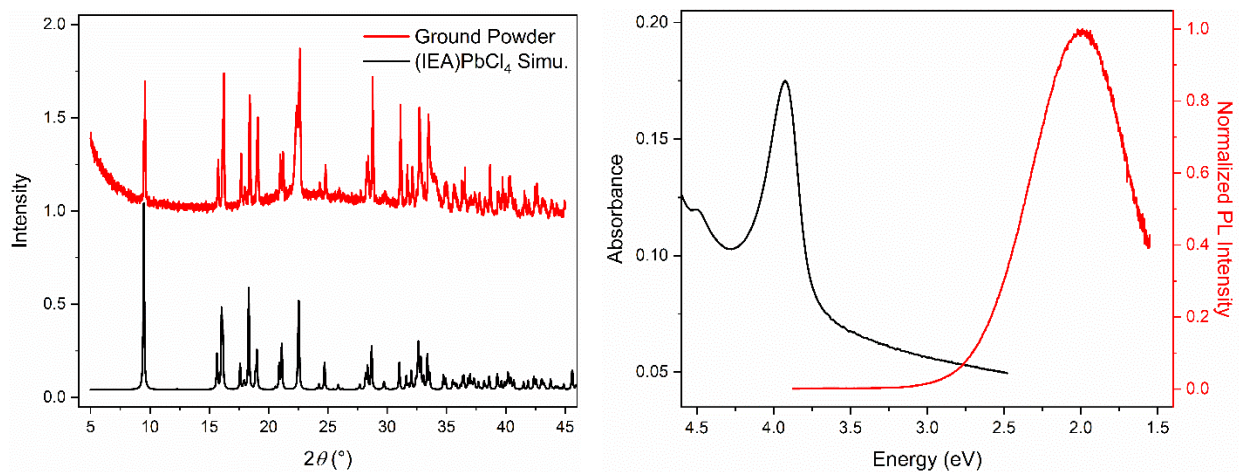 2.0
1.5
1.0
0.5
0.0
Intensity
Ground Powder
(IEA)PbCl₄ Simu.
5 10 15 20 25 30 35 40 45
2θ (°)
0.20
0.15
0.10
0.05
Absorbance
4.5 4.0 3.5 3.0 2.5 2.0 1.5
Energy (eV)
1.0
0.8
0.6
0.4
0.2
0.0
Normalized PL Intensity